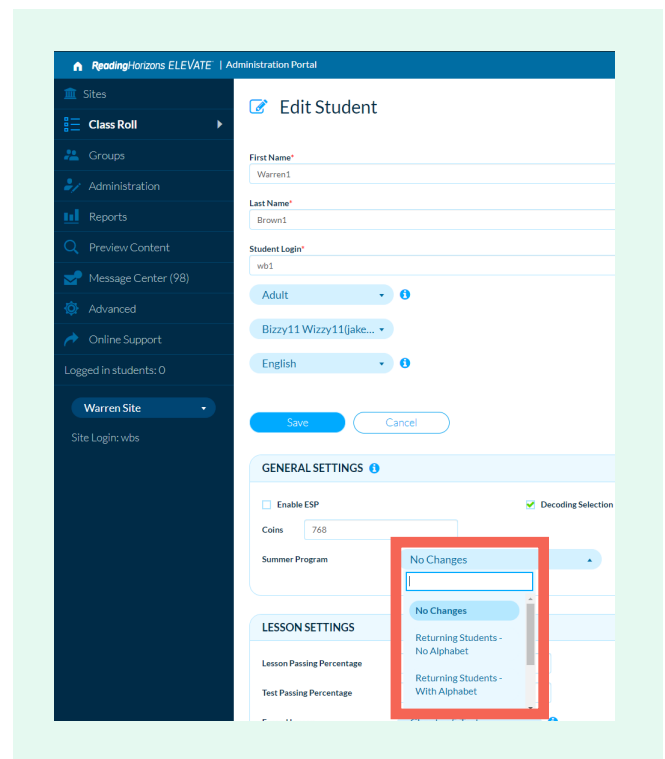 ReadingHorizons ELEVATE | Administration Portal
Sites
Class Roll
Groups
Administration
Reports
Preview Content
Message Center (98)
Advanced
Online Support
Logged in students: 0
Warren Site
Site Login: wbs
Edit Student
First Name*
Warren1
Last Name*
Brown1
Student Login*
wb1
Adult
Bizzy11 Wizzy11(jake...
English
Save Cancel
GENERAL SETTINGS
Enable ESP Decoding Selection
Coins 768
Summer Program No Changes
No Changes
Returning Students -
No Alphabet
Returning Students -
With Alphabet
LESSON SETTINGS
Lesson Passing Percentage
Test Passing Percentage